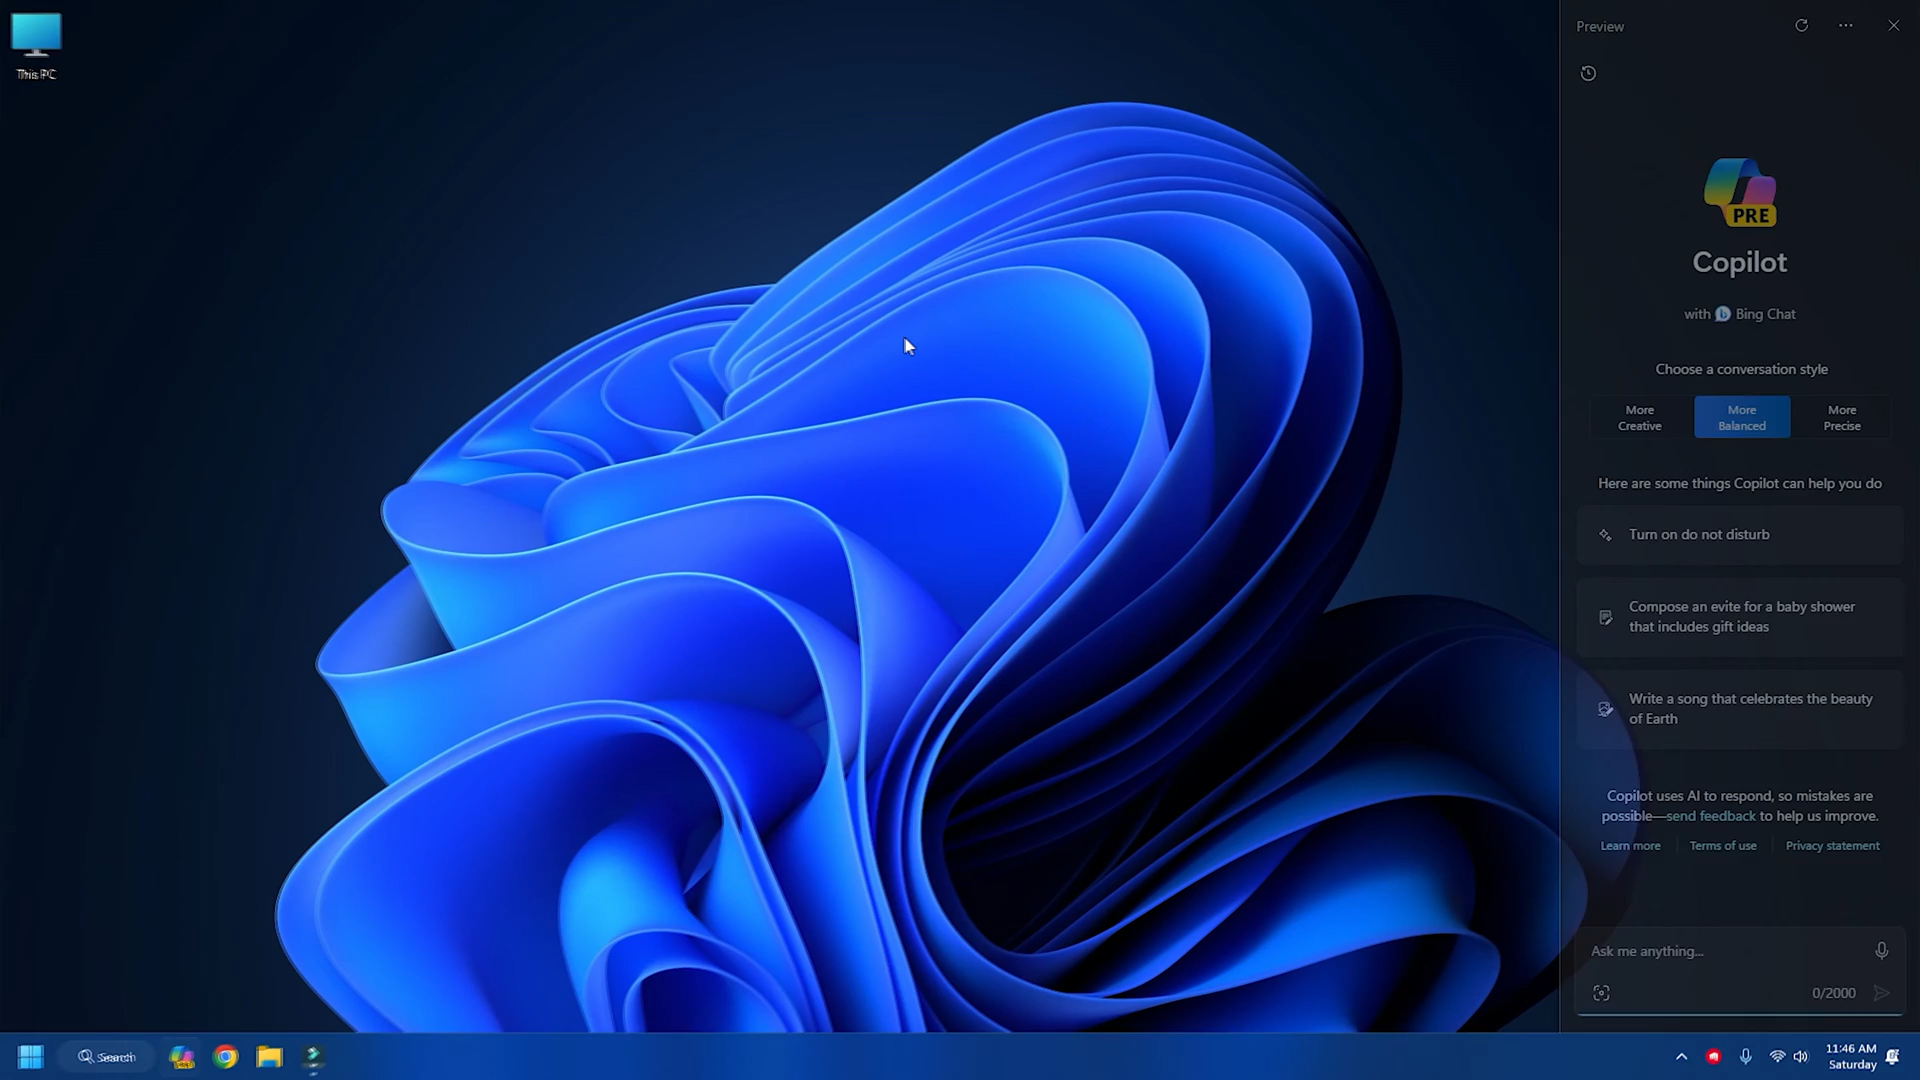 This PC
Preview
PRE
Copilot
with Bing Chat
Choose a conversation style
More
Creative
More
Balanced
More
Precise
Here are some things Copilot can help you do
Turn on do not disturb
Compose an evite for a baby shower
that includes gift ideas
Write a song that celebrates the beauty
of Earth
Copilot uses AI to respond, so mistakes are
possible—send feedback to help us improve.
Learn more
Terms of use
Privacy statement
Ask me anything...
0/2000
Search
11:46 AM
Saturday